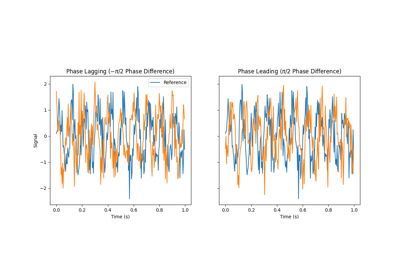 Phase Lagging (−π/2 Phase Difference)
Reference
2
1
0
−1
−2
Signal
0.0 0.2 0.4 0.6 0.8 1.0
Time (s)
Phase Leading (π/2 Phase Difference)
0.0 0.2 0.4 0.6 0.8 1.0
Time (s)